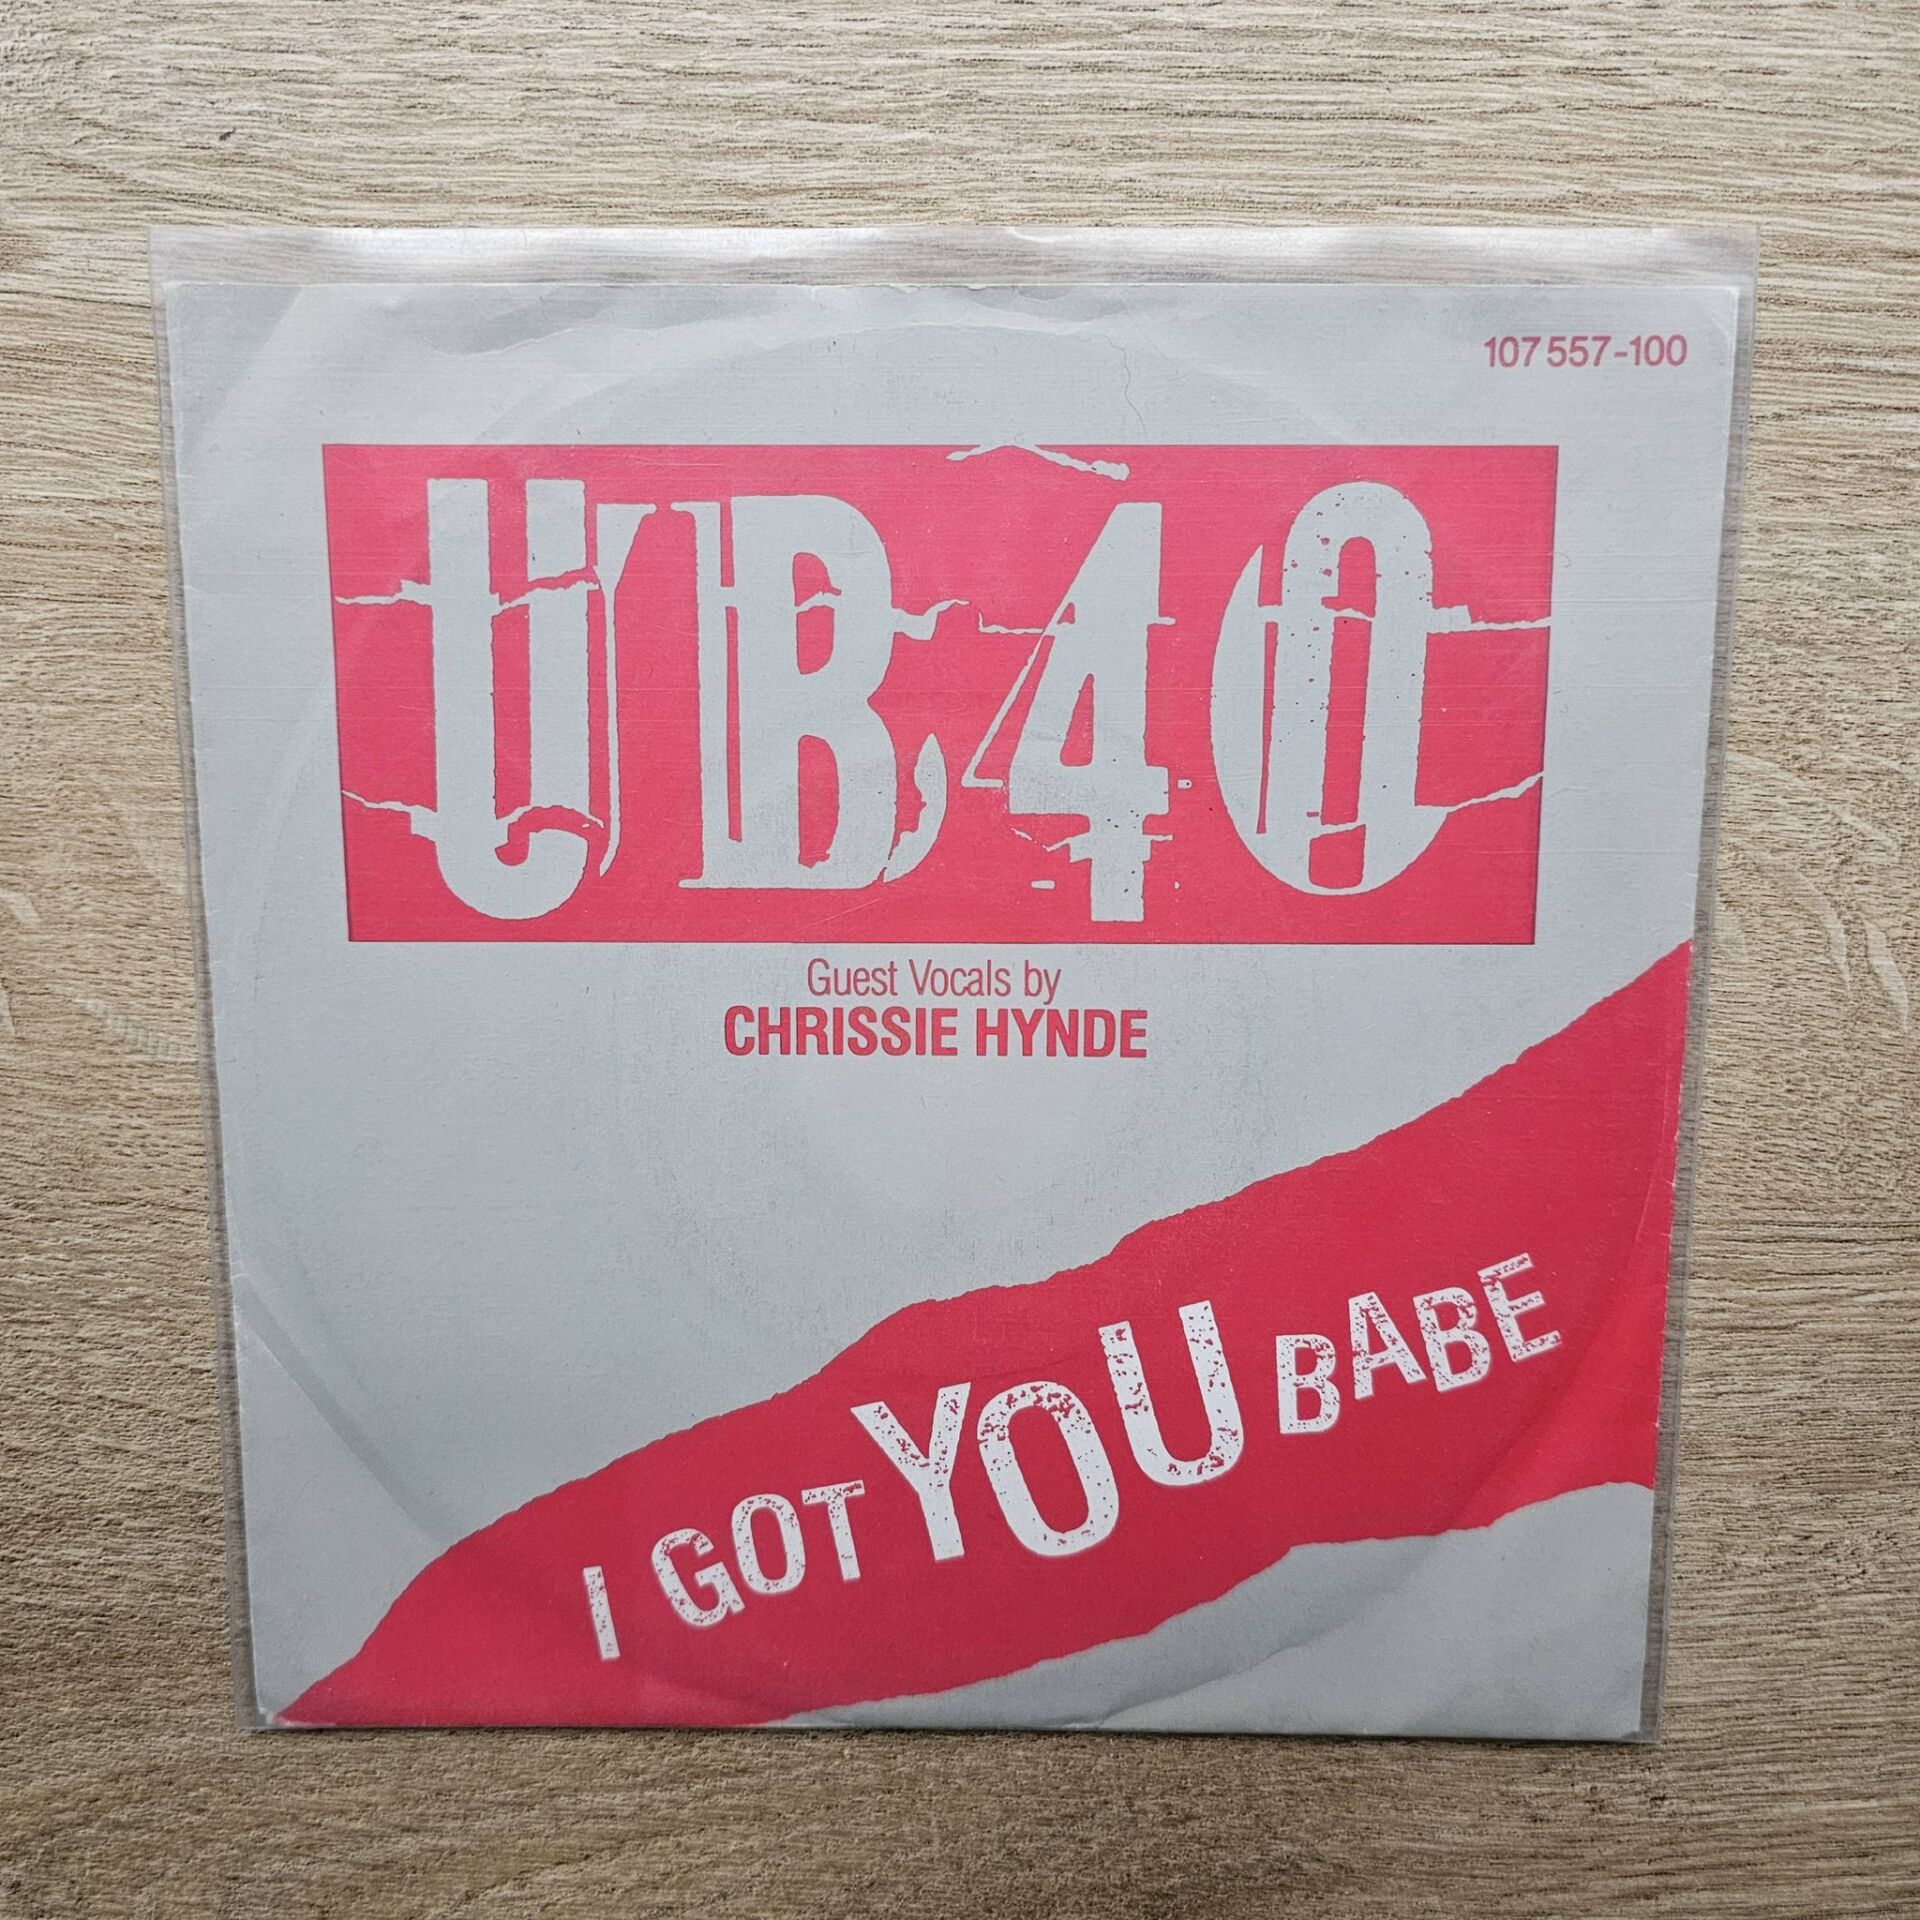 107 557-100
UB40
Guest Vocals by
CHRISSIE HYNDE
I GOT YOU BABE